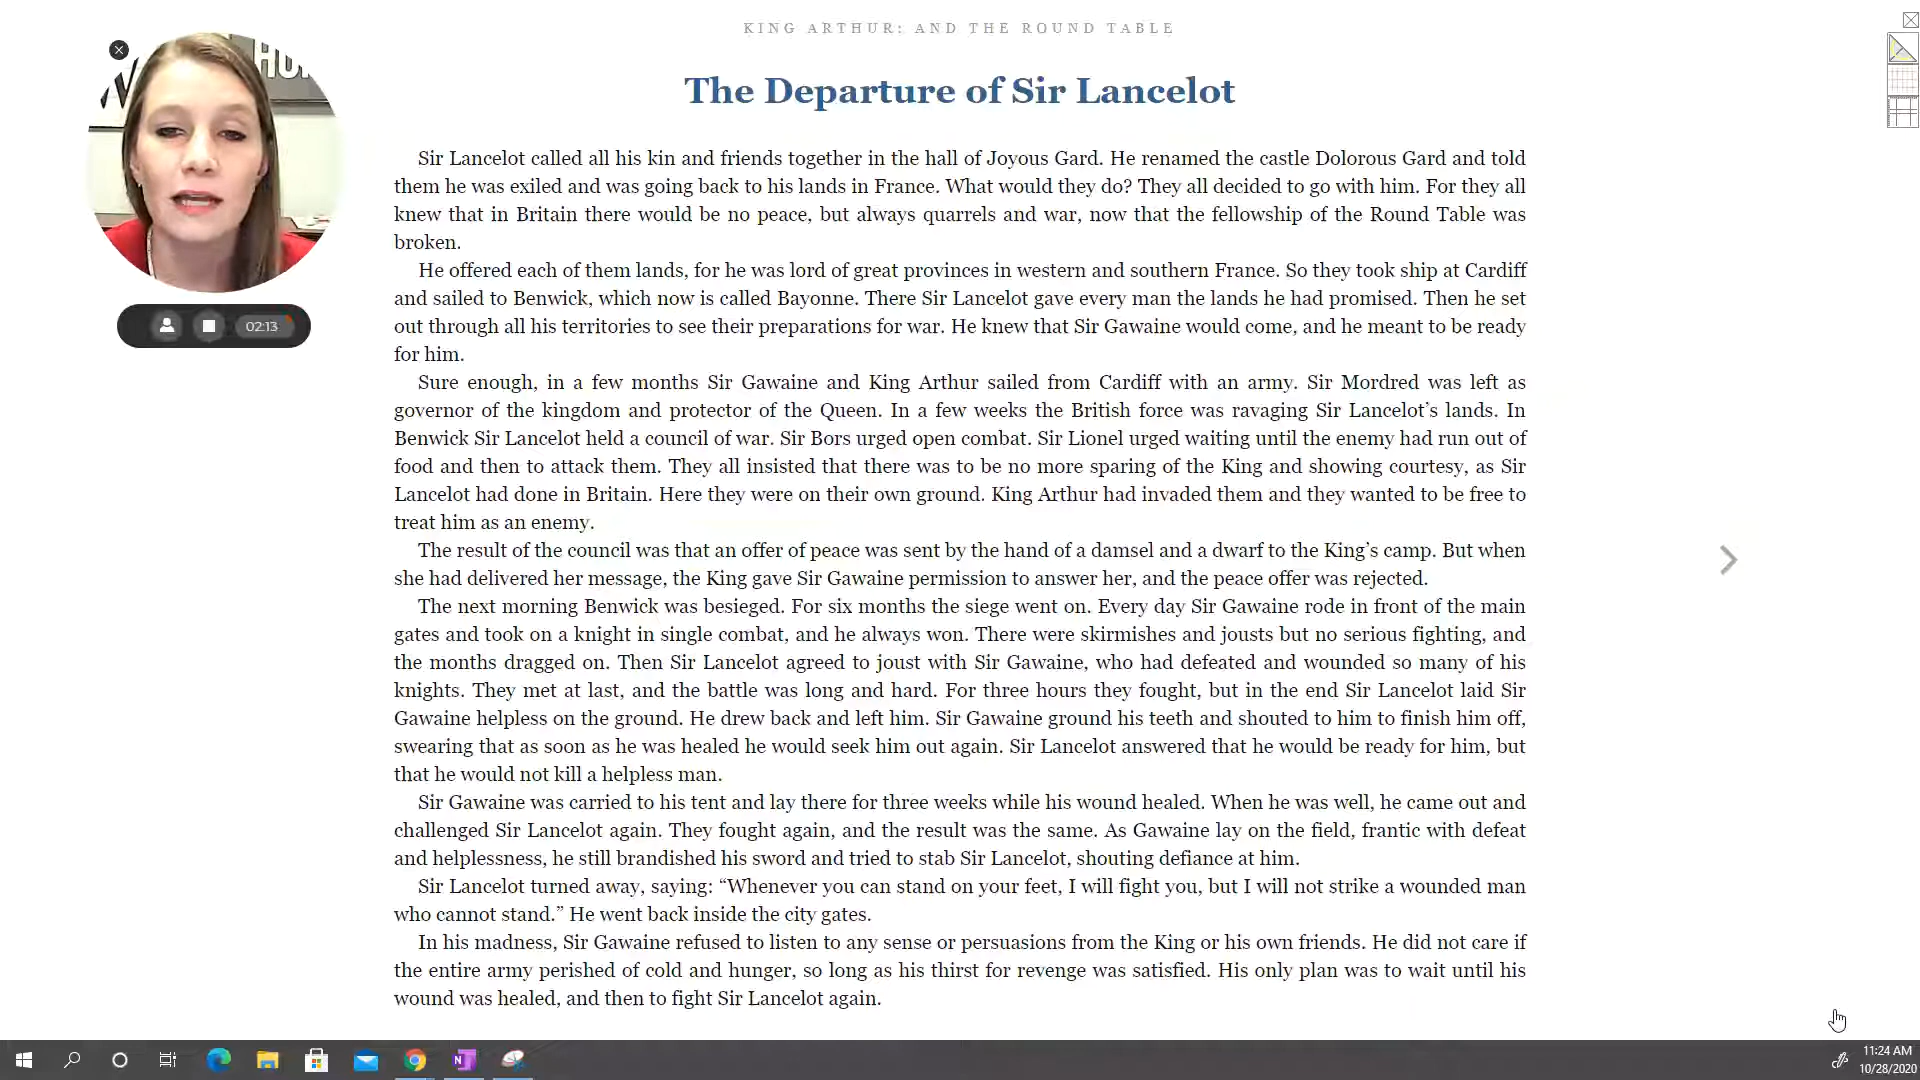 KING ARTHUR: AND THE ROUND TABLE
The Departure of Sir Lancelot
Sir Lancelot called all his kin and friends together in the hall of Joyous Gard. He renamed the castle Dolorous Gard and told
them he was exiled and was going back to his lands in France. What would they do? They all decided to go with him. For they all
knew that in Britain there would be no peace, but always quarrels and war, now that the fellowship of the Round Table was
broken.
He offered each of them lands, for he was lord of great provinces in western and southern France. So they took ship at Cardiff
and sailed to Benwick, which now is called Bayonne. There Sir Lancelot gave every man the lands he had promised. Then he set
out through all his territories to see their preparations for war. He knew that Sir Gawaine would come, and he meant to be ready
for him.
Sure enough, in a few months Sir Gawaine and King Arthur sailed from Cardiff with an army. Sir Mordred was left as
governor of the kingdom and protector of the Queen. In a few weeks the British force was ravaging Sir Lancelot's lands. In
Benwick Sir Lancelot held a council of war. Sir Bors urged open combat. Sir Lionel urged waiting until the enemy had run out of
food and then to attack them. They all insisted that there was to be no more sparing of the King and showing courtesy, as Sir
Lancelot had done in Britain. Here they were on their own ground. King Arthur had invaded them and they wanted to be free to
treat him as an enemy.
The result of the council was that an offer of peace was sent by the hand of a damsel and a dwarf to the King's camp. But when
she had delivered her message, the King gave Sir Gawaine permission to answer her, and the peace offer was rejected.
The next morning Benwick was besieged. For six months the siege went on. Every day Sir Gawaine rode in front of the main
gates and took on a knight in single combat, and he always won. There were skirmishes and jousts but no serious fighting, and
the months dragged on. Then Sir Lancelot agreed to joust with Sir Gawaine, who had defeated and wounded so many of his
knights. They met at last, and the battle was long and hard. For three hours they fought, but in the end Sir Lancelot laid Sir
Gawaine helpless on the ground. He drew back and left him. Sir Gawaine ground his teeth and shouted to him to finish him off,
swearing that as soon as he was healed he would seek him out again. Sir Lancelot answered that he would be ready for him, but
that he would not kill a helpless man.
Sir Gawaine was carried to his tent and lay there for three weeks while his wound healed. When he was well, he came out and
challenged Sir Lancelot again. They fought again, and the result was the same. As Gawaine lay on the field, frantic with defeat
and helplessness, he still brandished his sword and tried to stab Sir Lancelot, shouting defiance at him.
Sir Lancelot turned away, saying: “Whenever you can stand on your feet, I will fight you, but I will not strike a wounded man
who cannot stand.” He went back inside the city gates.
In his madness, Sir Gawaine refused to listen to any sense or persuasions from the King or his own friends. He did not care if
the entire army perished of cold and hunger, so long as his thirst for revenge was satisfied. His only plan was to wait until his
wound was healed, and then to fight Sir Lancelot again.
02:13
11:24 AM
10/28/2020